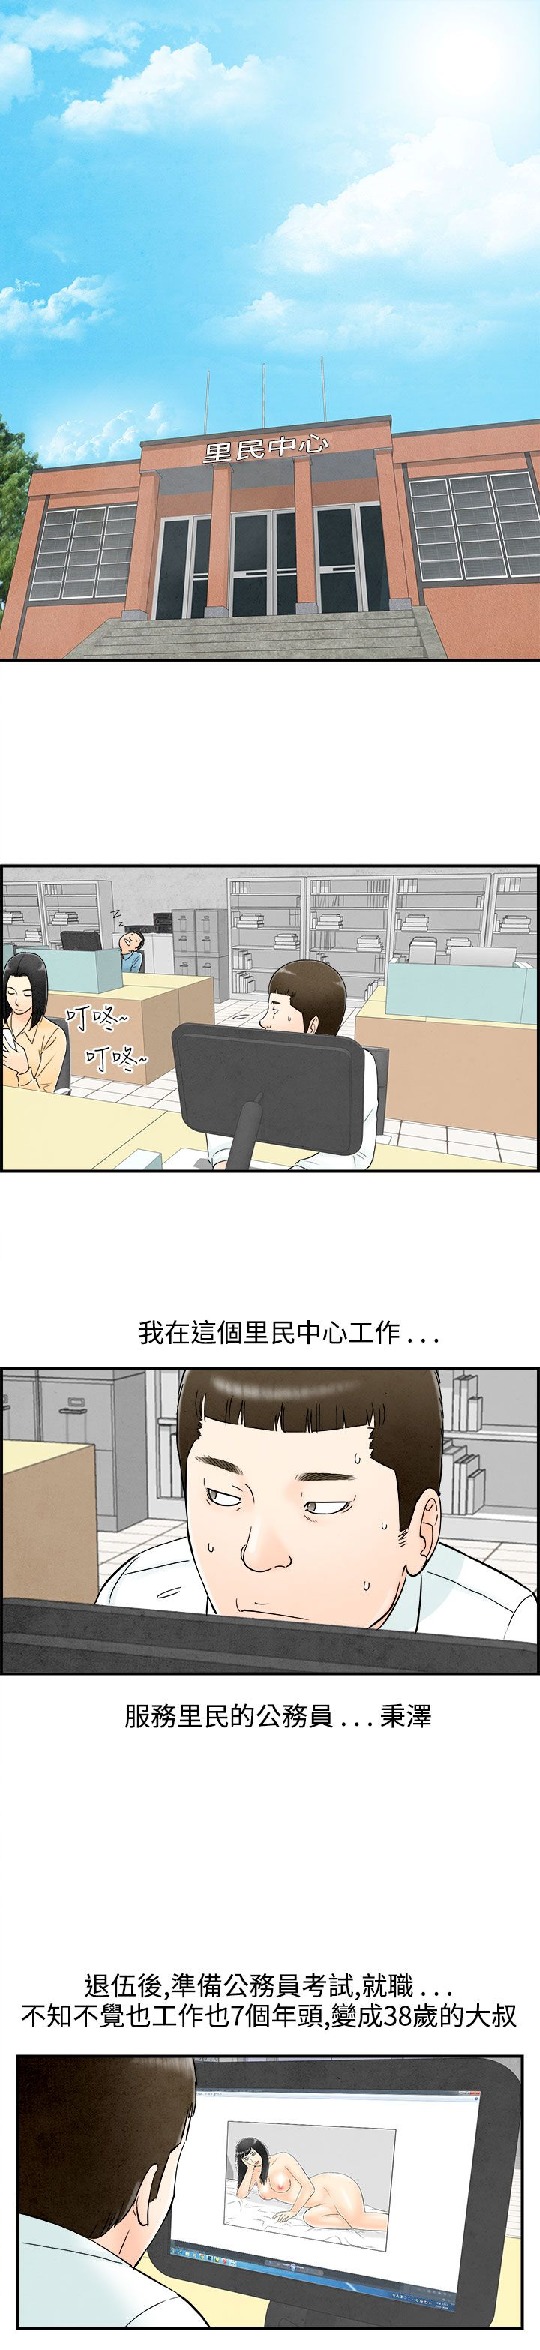 里民中心
叮咚~
叮咚~
我在這個里民中心工作...
服務里民的公務員...秉澤
退伍後,準備公務員考試,就職...
不知不覺也工作也7個年頭,變成38歲的大叔